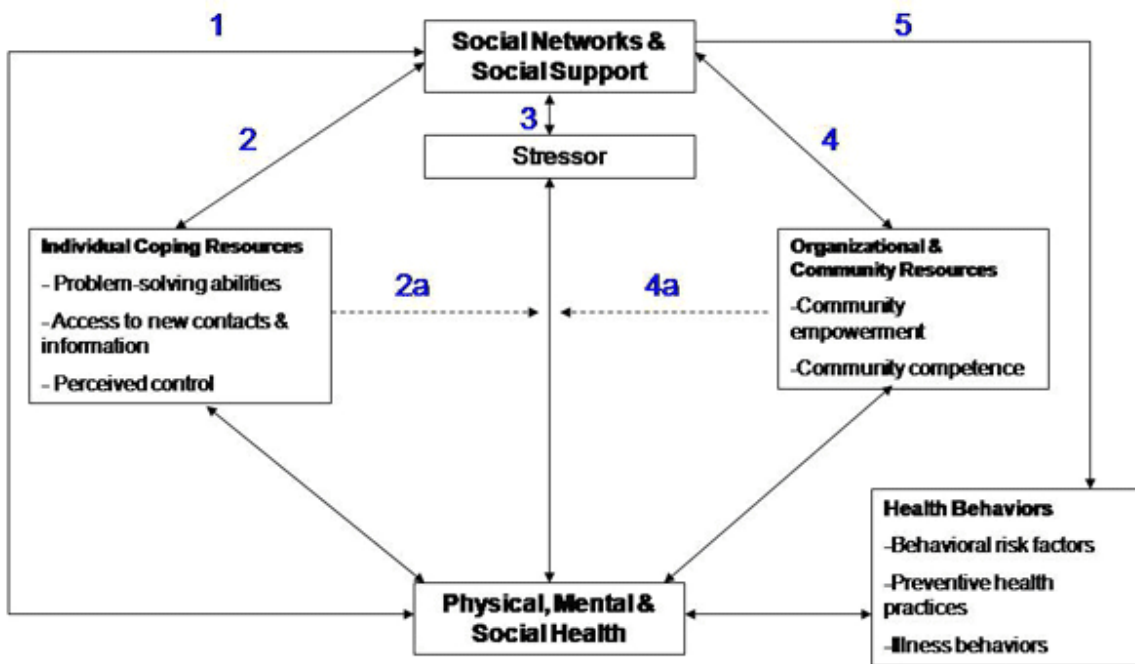 1
Social Networks &
Social Support
5
2
3
4
Stressor
Individual Coping Resources
- Problem-solving abilities
-Access to new contacts &
information
- Perceived control
2a
4a
Organizational &
Community Resources
-Community
empowerment
-Community competence
Health Behaviors
-Behavioral risk factors
-Preventive health
practices
-Illness behaviors
Physical, Mental &
Social Health